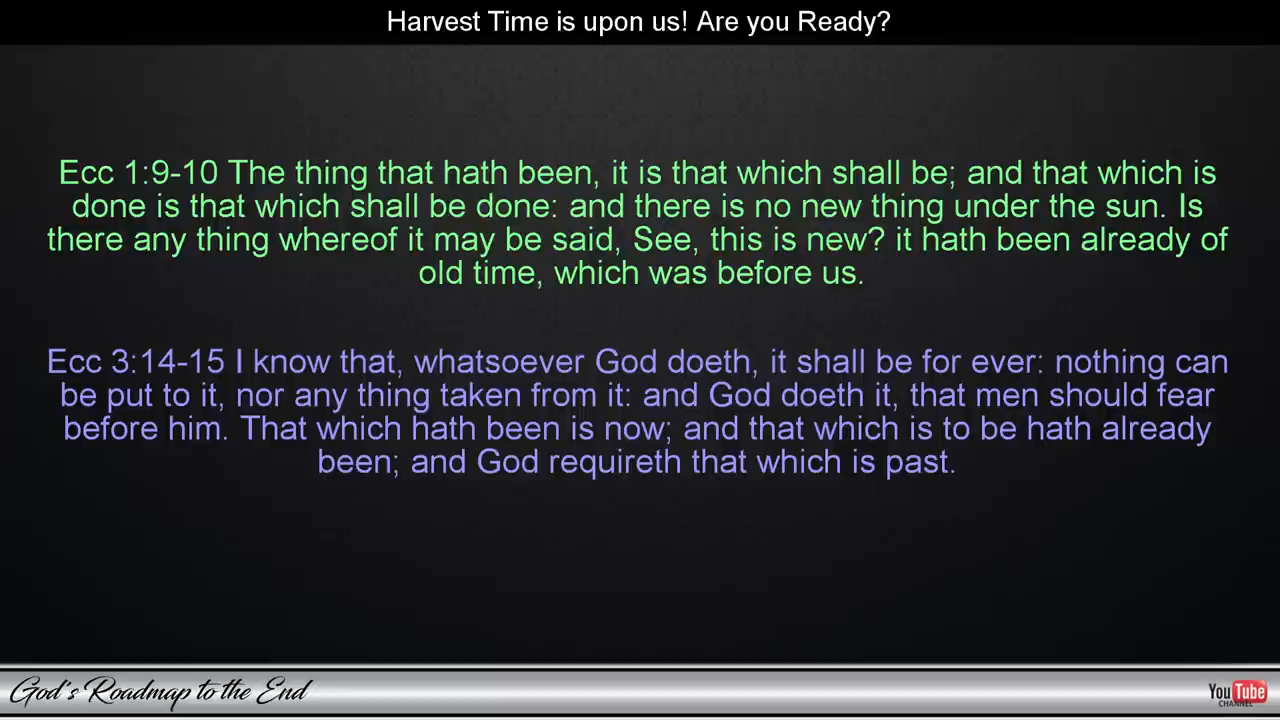 Harvest Time is upon us! Are you Ready?
Ecc 1:9-10 The thing that hath been, it is that which shall be; and that which is
done is that which shall be done: and there is no new thing under the sun. Is
there any thing whereof it may be said, See, this is new? it hath been already of
old time, which was before us.
Ecc 3:14-15 I know that, whatsoever God doeth, it shall be for ever: nothing can
be put to it, nor any thing taken from it: and God doeth it, that men should fear
before him. That which hath been is now; and that which is to be hath already
been; and God requireth that which is past.
God's Roadmap to the End
YouTube
CHANNEL